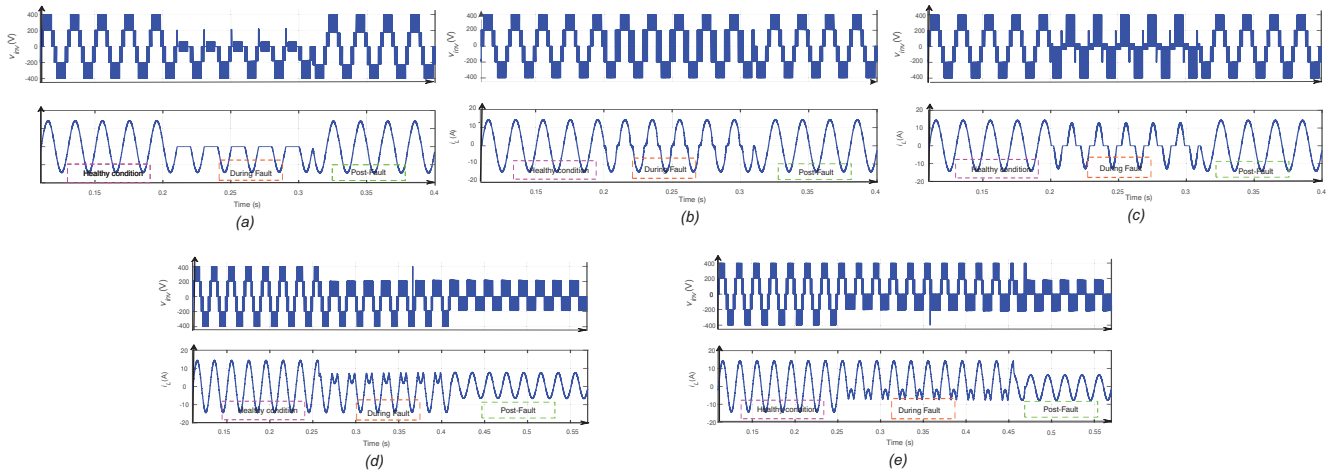 400
200
0
-200
-400
v_inv(V)
Healthy condition
During Fault
Post-Fault
0.15
0.2
0.25
0.3
0.35
0.4
Time (s)
(a)
400
200
0
-200
-400
v_inv(V)
20
10
0
-10
-20
i_L(A)
Healthy condition
During Fault
Post-Fault
0.15
0.2
0.25
0.3
0.35
0.4
Time (s)
(b)
400
200
0
-200
-400
v_inv(V)
20
10
0
-10
-20
i_L(A)
Healthy condition
During Fault
Post-Fault
0.15
0.2
0.25
0.3
0.35
0.4
Time (s)
(c)
400
200
0
-200
-400
v_inv(V)
20
10
0
-10
-20
i_L(A)
Healthy condition
During Fault
Post-Fault
0.15
0.2
0.25
0.3
0.35
0.4
0.45
0.5
0.55
Time (s)
(d)
400
200
0
-200
-400
v_inv(V)
20
10
0
-10
-20
i_L(A)
Healthy condition
During Fault
Post-Fault
0.15
0.2
0.25
0.3
0.35
0.4
0.45
0.5
0.55
Time (s)
(e)